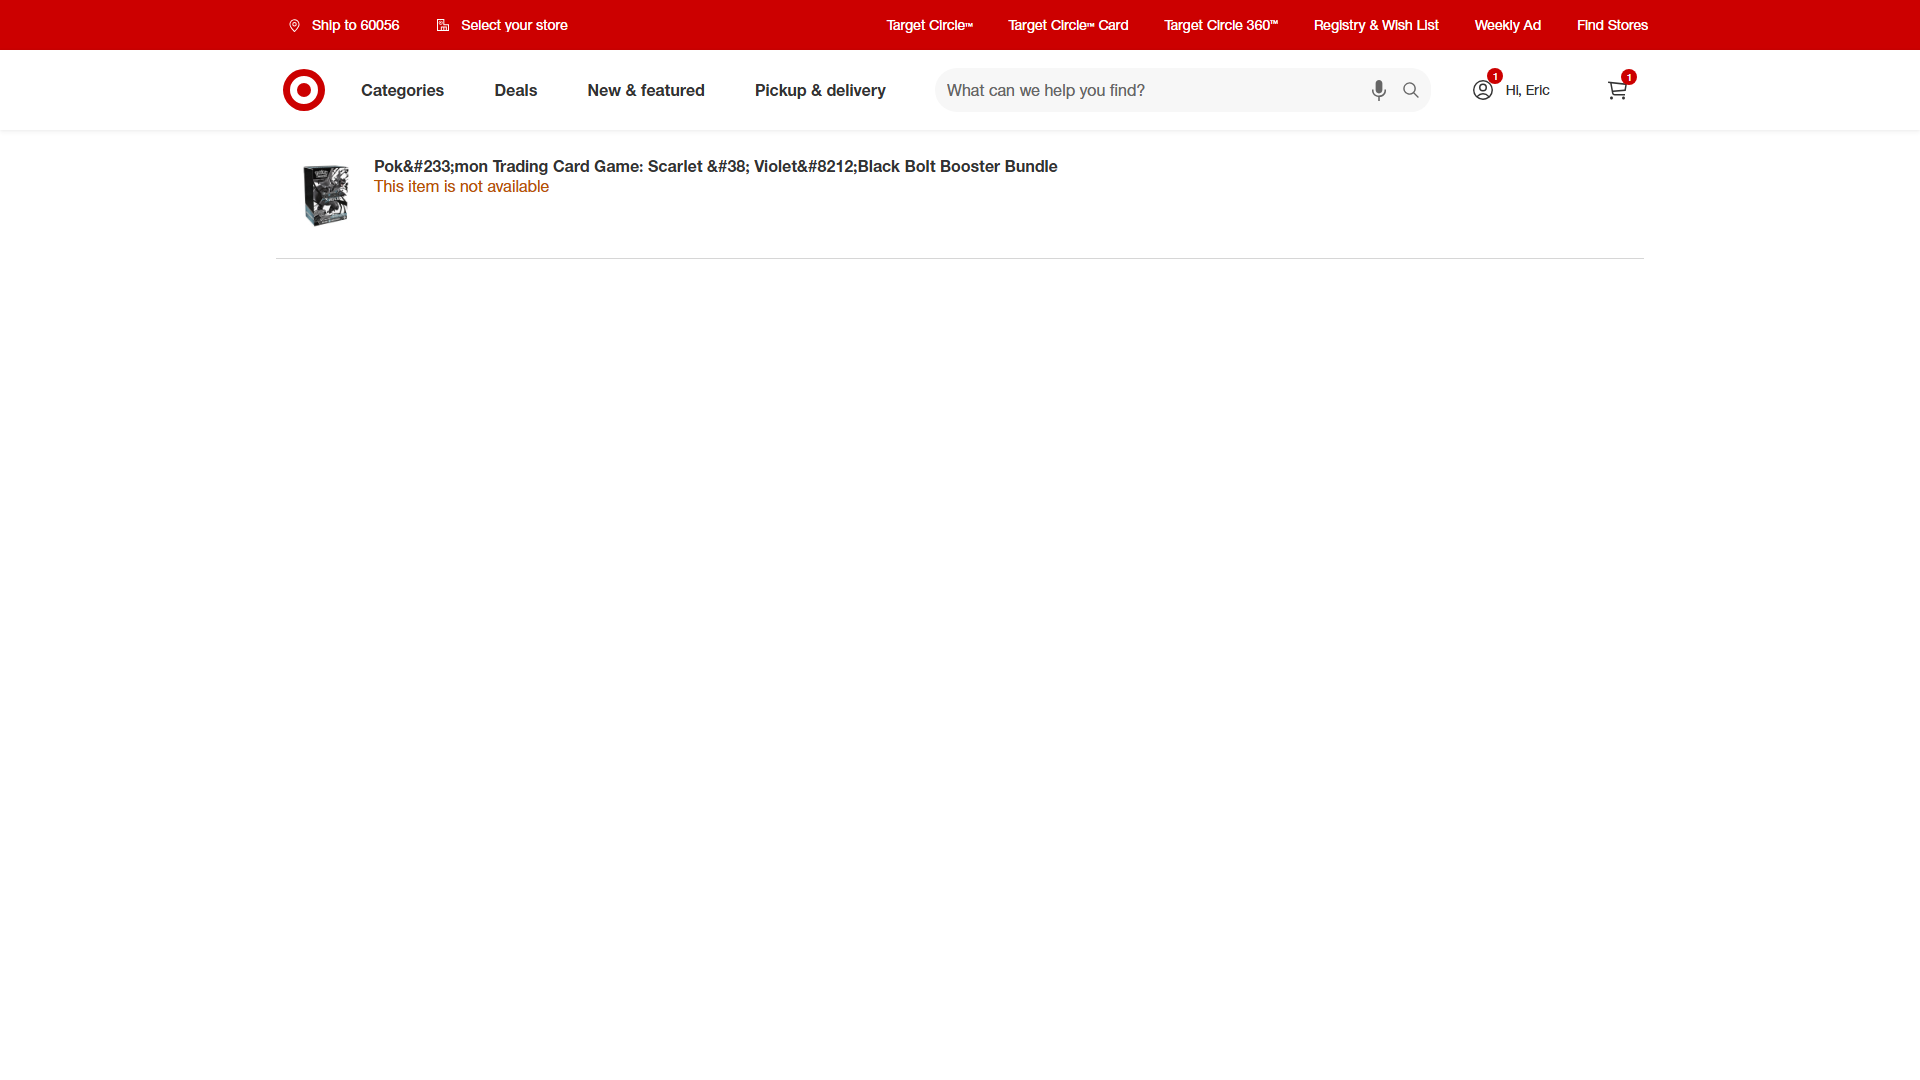 Ship to 60056
Select your store
Target Circle™
Target Circle™ Card
Target Circle 360™
Registry & Wish List
Weekly Ad
Find Stores
Categories
Deals
New & featured
Pickup & delivery
What can we help you find?
1
Hi, Eric
1
Pok&#233;mon Trading Card Game: Scarlet &#38; Violet&#8212;Black Bolt Booster Bundle
This item is not available